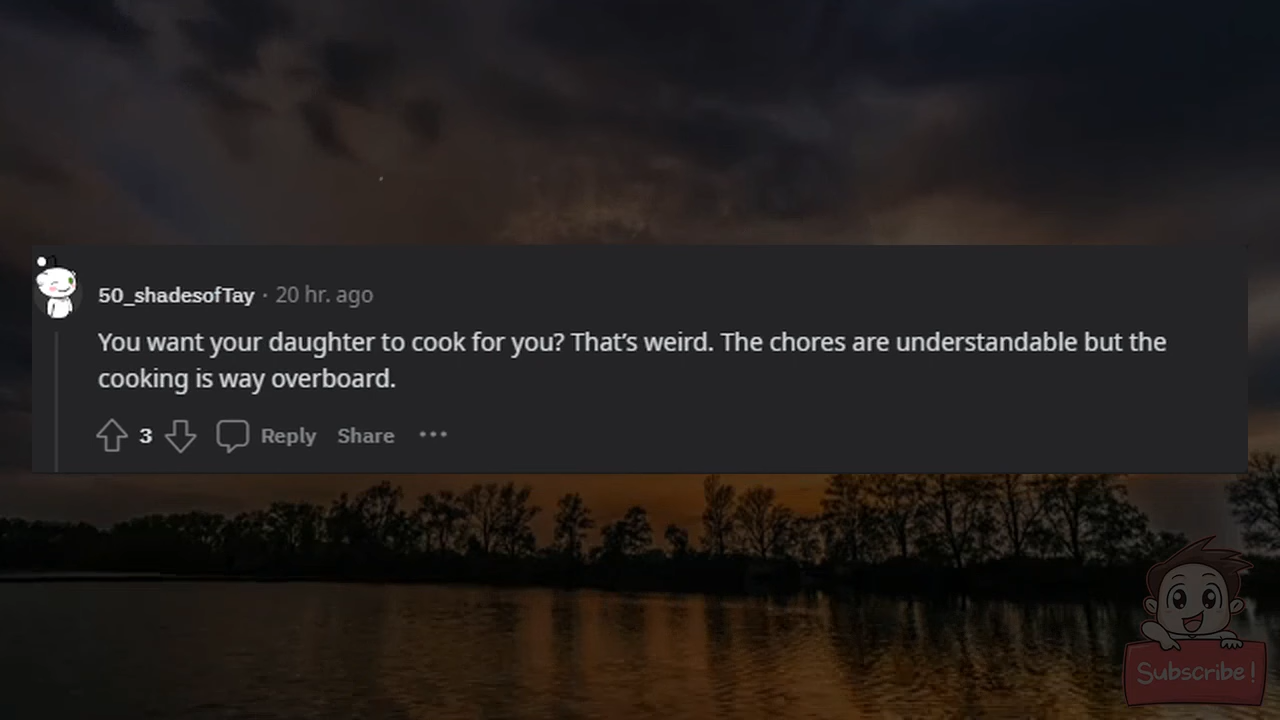 50_shadesofTay · 20 hr. ago
You want your daughter to cook for you? That’s weird. The chores are understandable but the
cooking is way overboard.
3 Reply Share ···
Subscribe!